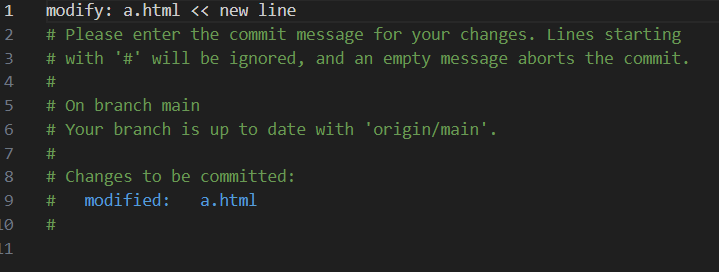 1 modify: a.html << new line
2 # Please enter the commit message for your changes. Lines starting
3 # with '#' will be ignored, and an empty message aborts the commit.
4 #
5 # On branch main
6 # Your branch is up to date with 'origin/main'.
7 #
8 # Changes to be committed:
9 #   modified:   a.html
10 #
11